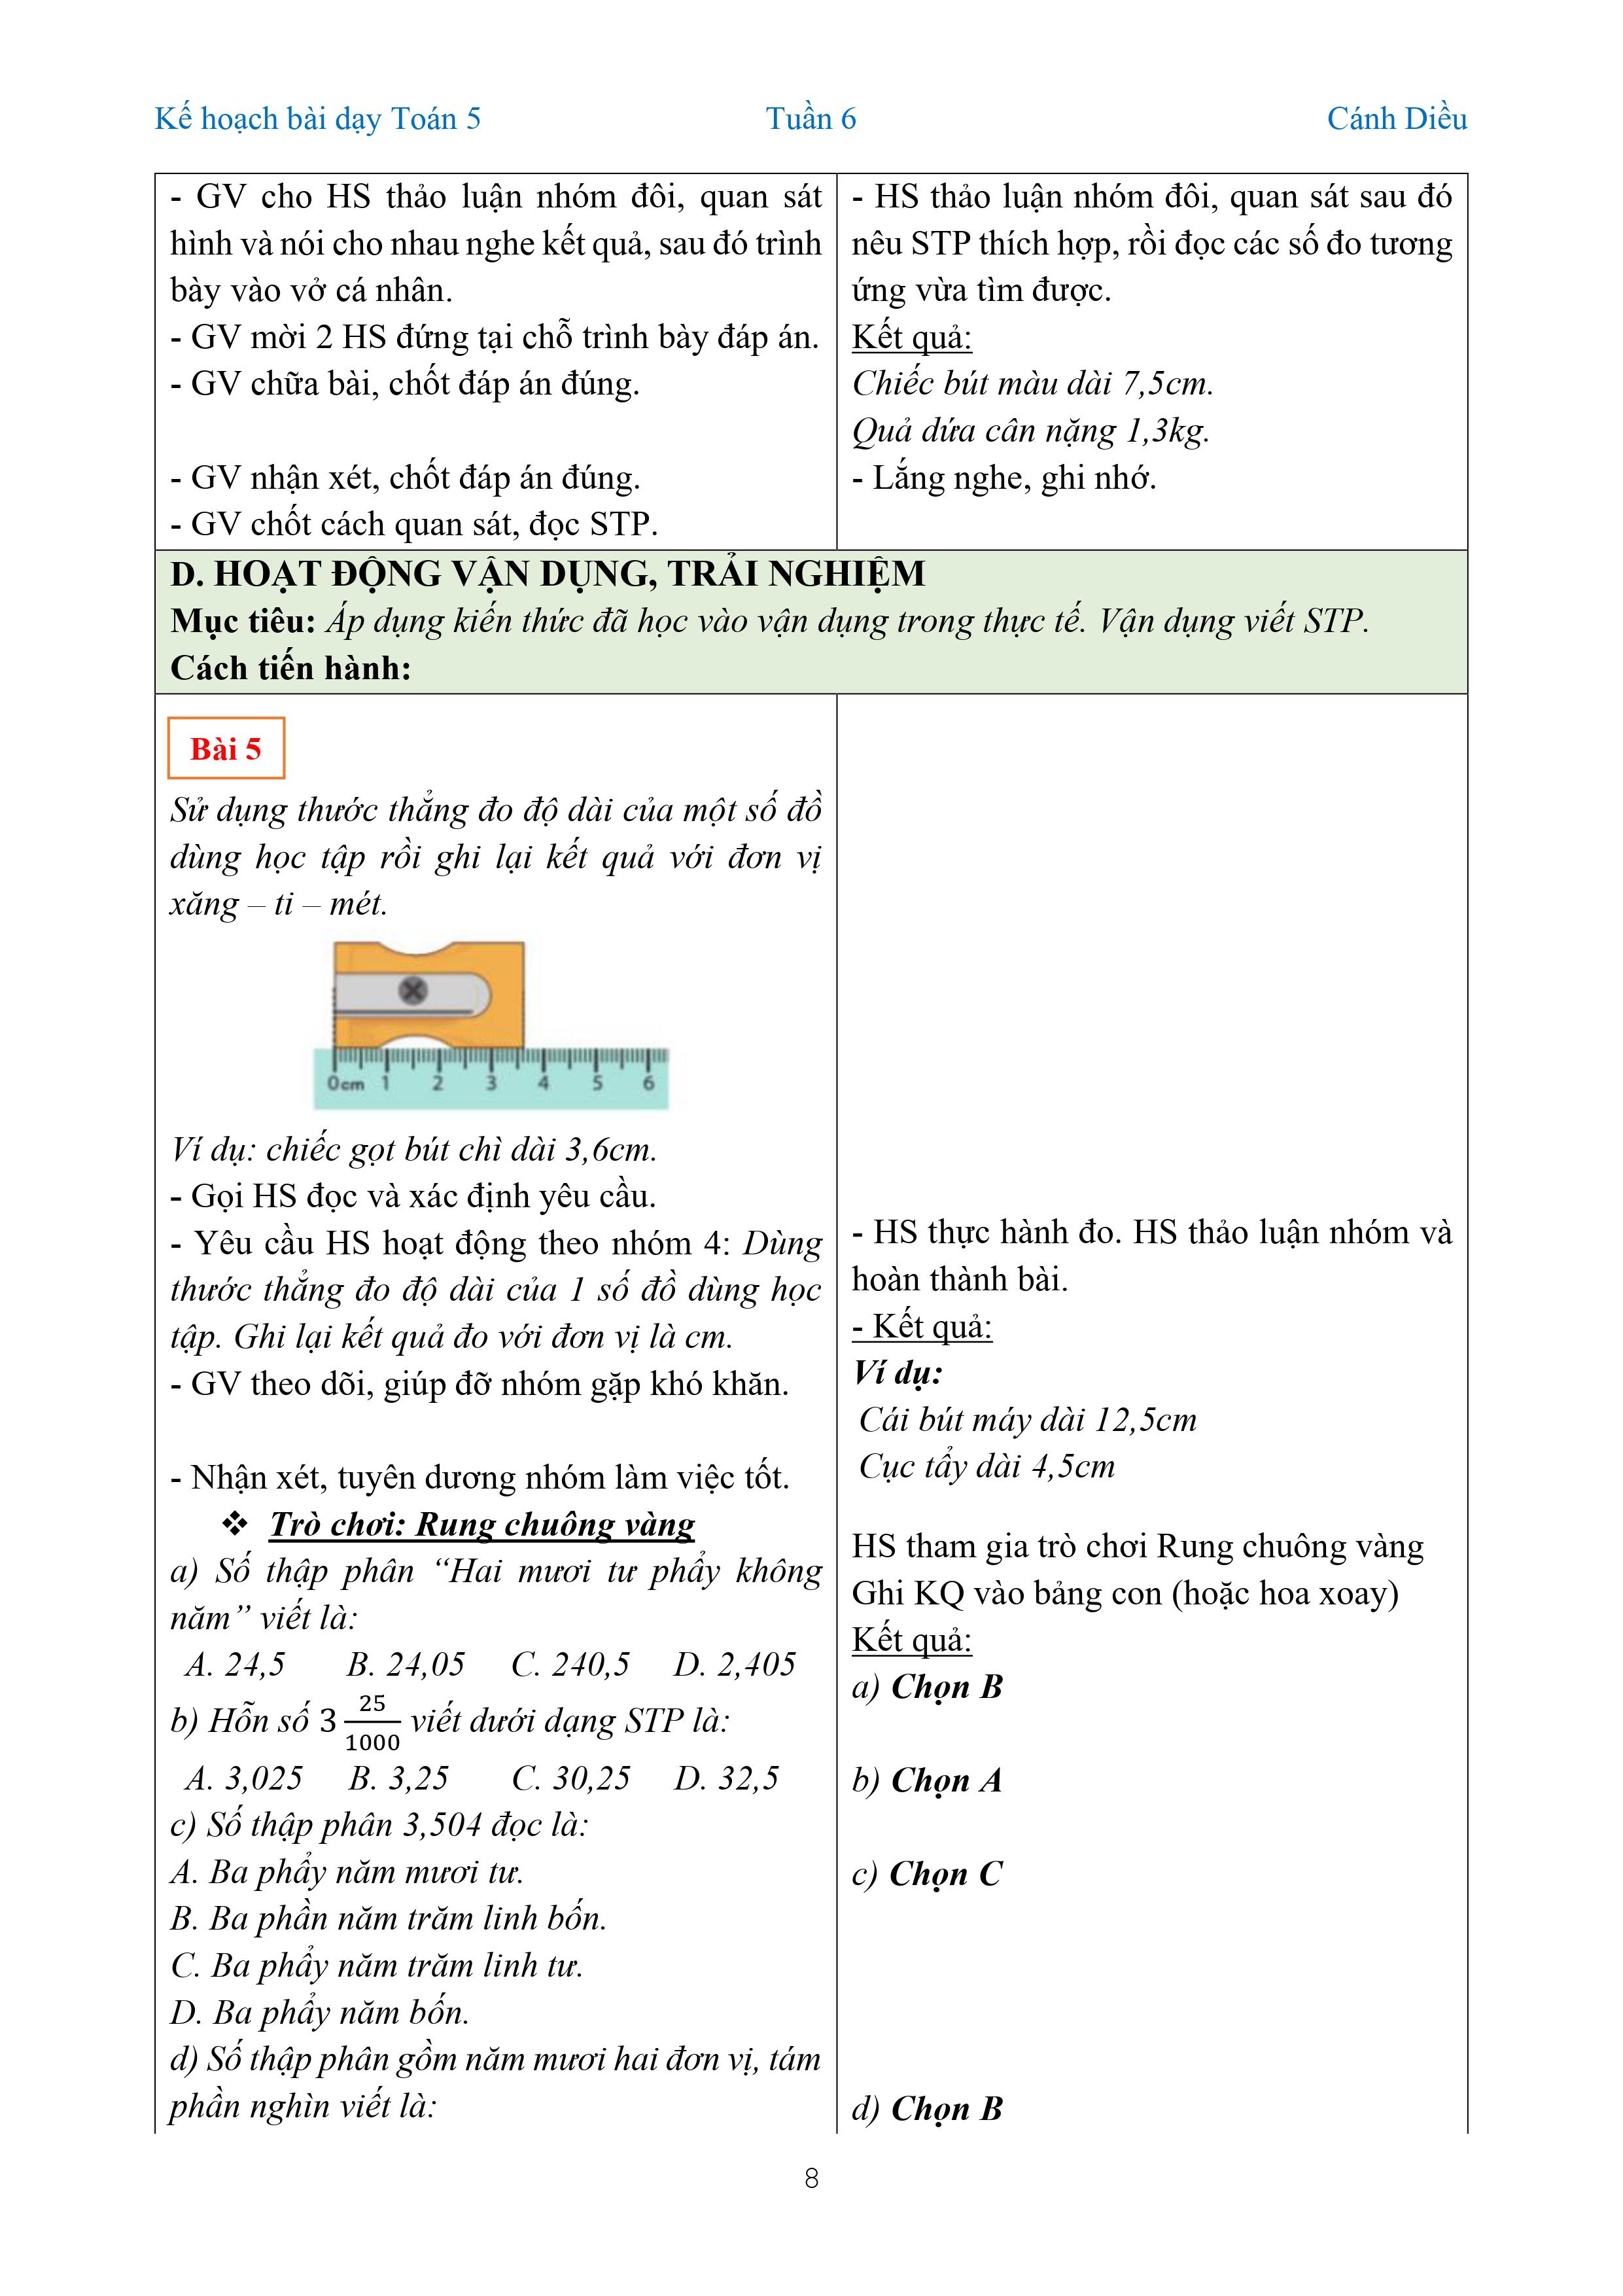 Kế hoạch bài dạy Toán 5 Tuần 6 Cánh Diều
- GV cho HS thảo luận nhóm đôi, quan sát
hình và nói cho nhau nghe kết quả, sau đó trình
bày vào vở cá nhân.
- GV mời 2 HS đứng tại chỗ trình bày đáp án.
- GV chữa bài, chốt đáp án đúng.
- GV nhận xét, chốt đáp án đúng.
- GV chốt cách quan sát, đọc STP.
- HS thảo luận nhóm đôi, quan sát sau đó
nêu STP thích hợp, rồi đọc các số đo tương
ứng vừa tìm được.
Kết quả:
Chiếc bút màu dài 7,5cm.
Quả dứa cân nặng 1,3kg.
- Lắng nghe, ghi nhớ.
D. HOẠT ĐỘNG VẬN DỤNG, TRẢI NGHIỆM
Mục tiêu: Áp dụng kiến thức đã học vào vận dụng trong thực tế. Vận dụng viết STP.
Cách tiến hành:
Bài 5
Sử dụng thước thẳng đo độ dài của một số đồ
dùng học tập rồi ghi lại kết quả với đơn vị
xăng – ti – mét.
0cm 1 2 3 4 5 6
Ví dụ: chiếc gọt bút chì dài 3,6cm.
- Gọi HS đọc và xác định yêu cầu.
- Yêu cầu HS hoạt động theo nhóm 4: Dùng
thước thẳng đo độ dài của 1 số đồ dùng học
tập. Ghi lại kết quả đo với đơn vị là cm.
- GV theo dõi, giúp đỡ nhóm gặp khó khăn.
- Nhận xét, tuyên dương nhóm làm việc tốt.
❖ Trò chơi: Rung chuông vàng
a) Số thập phân “Hai mươi tư phẩy không
năm” viết là:
A. 24,5 B. 24,05 C. 240,5 D. 2,405
b) Hỗn số 3 25/1000 viết dưới dạng STP là:
A. 3,025 B. 3,25 C. 30,25 D. 32,5
c) Số thập phân 3,504 đọc là:
A. Ba phẩy năm mươi tư.
B. Ba phần năm trăm linh bốn.
C. Ba phẩy năm trăm linh tư.
D. Ba phẩy năm bốn.
d) Số thập phân gồm năm mươi hai đơn vị, tám
phần nghìn viết là:
- HS thực hành đo. HS thảo luận nhóm và
hoàn thành bài.
- Kết quả:
Ví dụ:
Cái bút máy dài 12,5cm
Cục tẩy dài 4,5cm
HS tham gia trò chơi Rung chuông vàng
Ghi KQ vào bảng con (hoặc hoa xoay)
Kết quả:
a) Chọn B
b) Chọn A
c) Chọn C
d) Chọn B
8